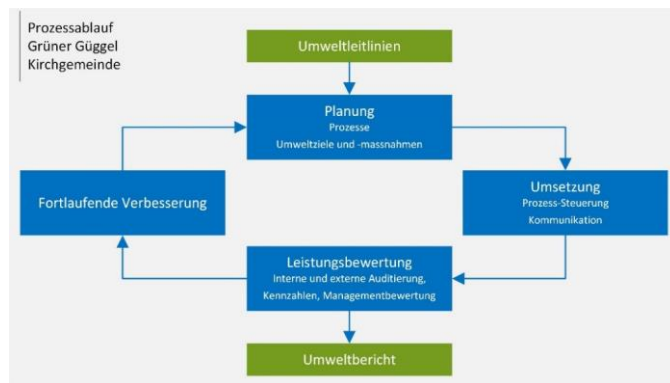 Prozessablauf
Grüner Güggel
Kirchgemeinde
Umweltleitlinien
Planung
Prozesse
Umweltziele und -massnahmen
Fortlaufende Verbesserung
Umsetzung
Prozess-Steuerung
Kommunikation
Leistungsbewertung
Interne und externe Auditierung,
Kennzahlen, Managementbewertung
Umweltbericht